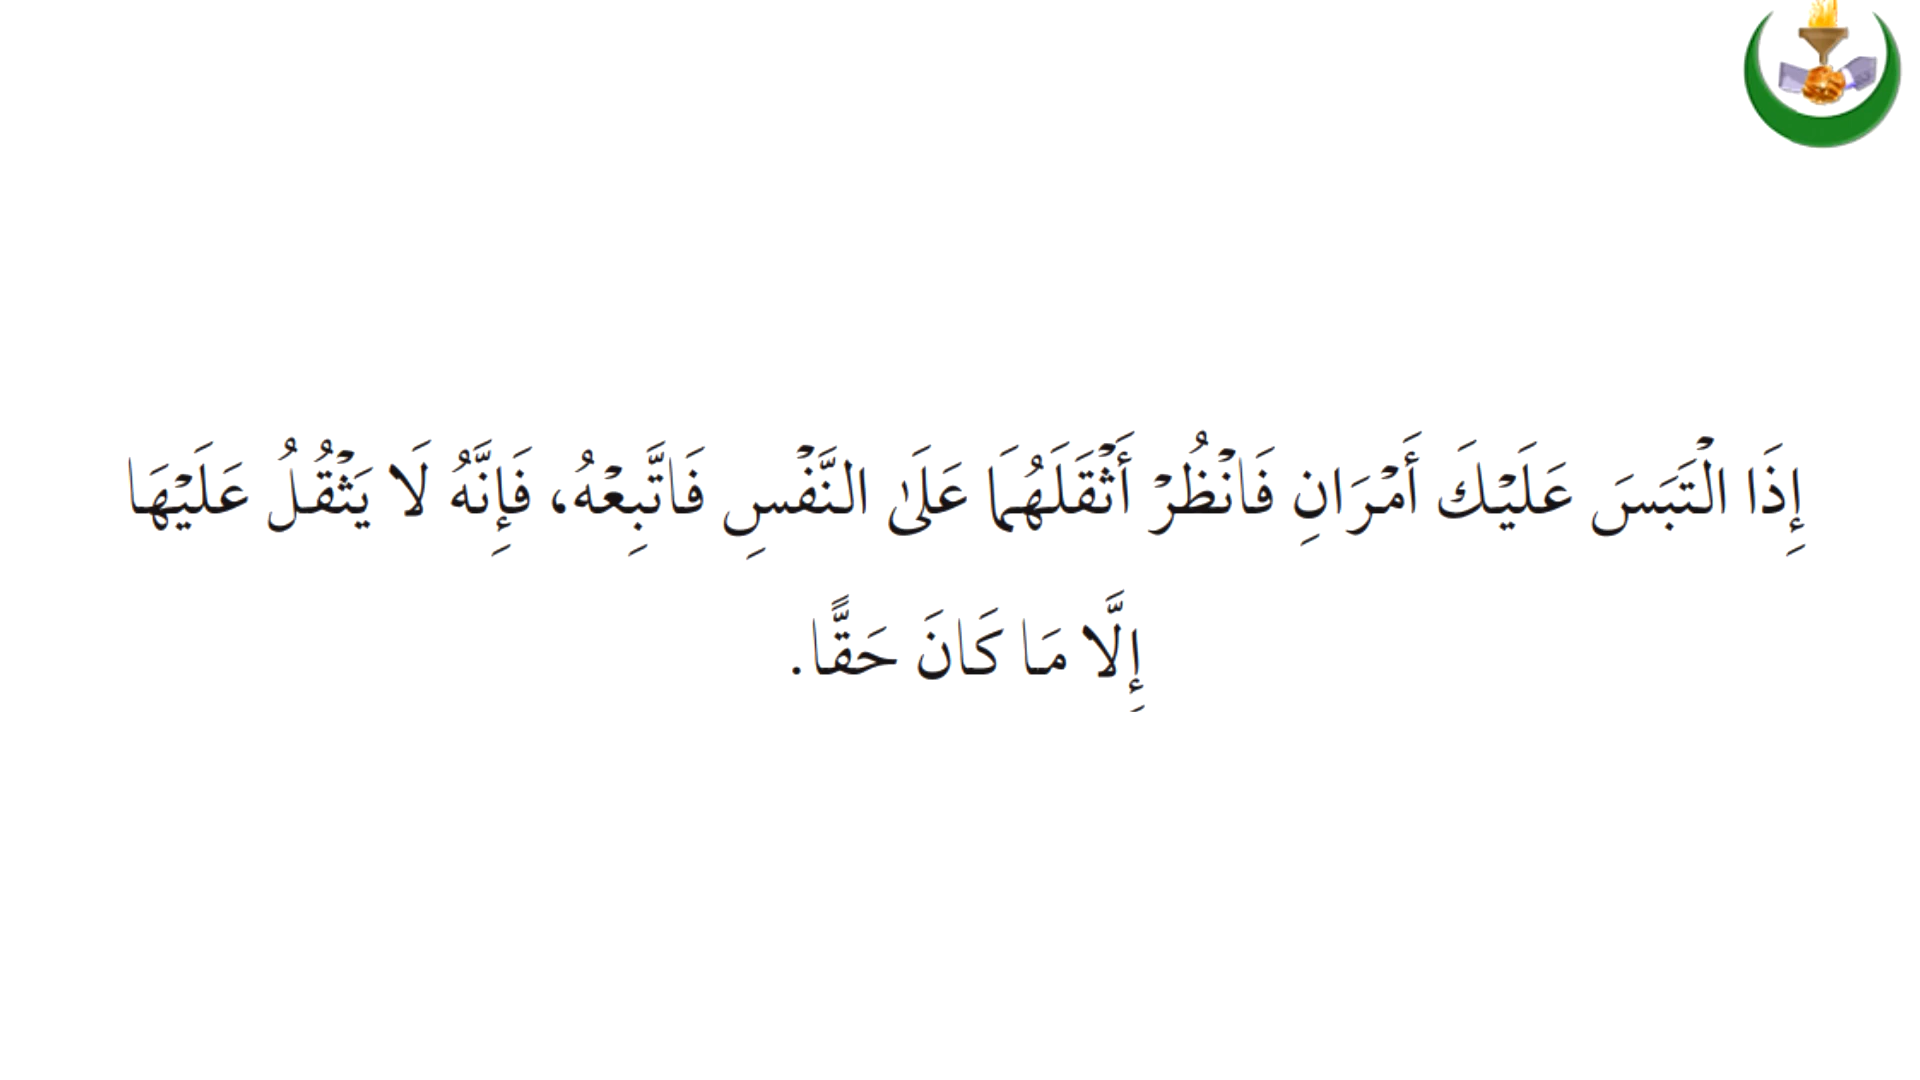 إِذَا الْتَبَسَ عَلَيْكَ أَمْرَانِ فَانْظُرْ أَثْقَلَهُمَا عَلَىٰ النَّفْسِ فَاتَّبِعْهُ، فَإِنَّهُ لَا يَثْقُلُ عَلَيْهَا
إِلَّا مَا كَانَ حَقًّا.